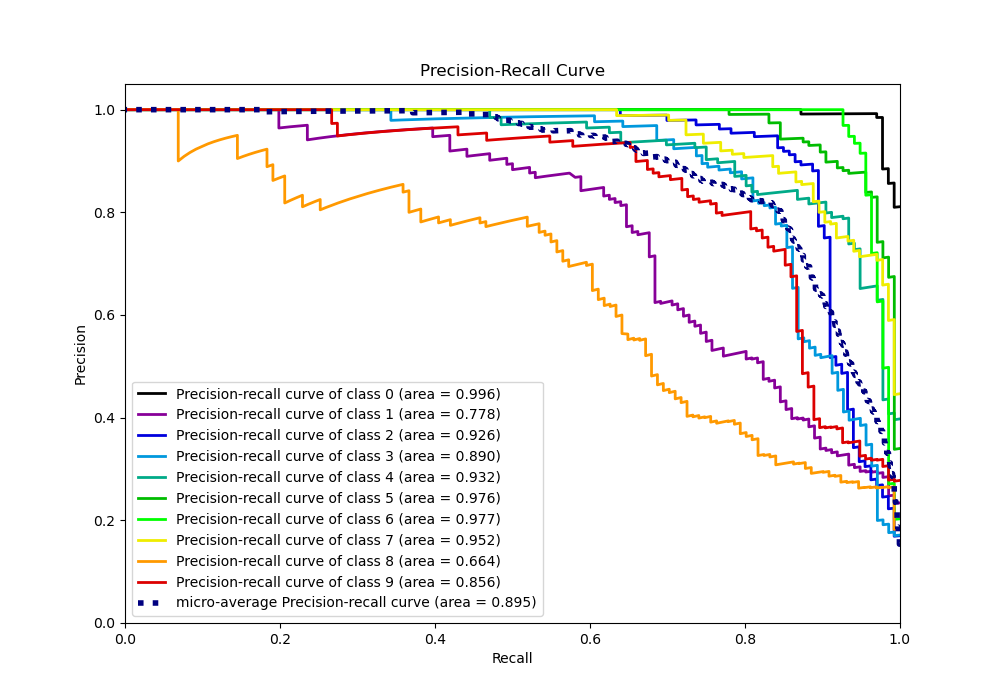 Precision-Recall Curve
1.0
0.8
0.6
0.4
0.2
0.0
Precision
Precision-recall curve of class 0 (area = 0.996)
Precision-recall curve of class 1 (area = 0.778)
Precision-recall curve of class 2 (area = 0.926)
Precision-recall curve of class 3 (area = 0.890)
Precision-recall curve of class 4 (area = 0.932)
Precision-recall curve of class 5 (area = 0.976)
Precision-recall curve of class 6 (area = 0.977)
Precision-recall curve of class 7 (area = 0.952)
Precision-recall curve of class 8 (area = 0.664)
Precision-recall curve of class 9 (area = 0.856)
micro-average Precision-recall curve (area = 0.895)
0.0 0.2 0.4 0.6 0.8 1.0
Recall